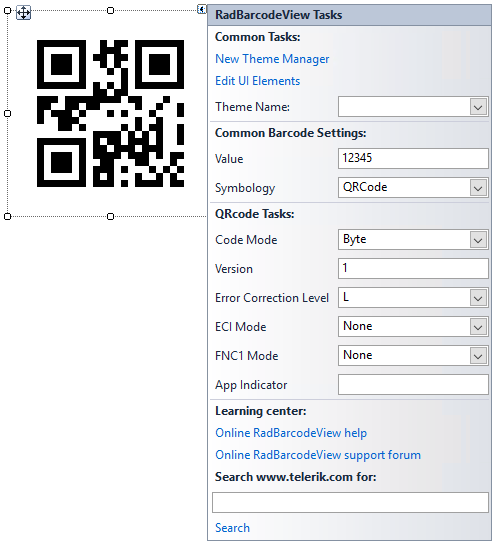 RadBarcodeView Tasks
Common Tasks:
New Theme Manager
Edit UI Elements
Theme Name:
Common Barcode Settings:
Value 12345
Symbology QRCode
QRcode Tasks:
Code Mode Byte
Version 1
Error Correction Level L
ECI Mode None
FNC1 Mode None
App Indicator
Learning center:
Online RadBarcodeView help
Online RadBarcodeView support forum
Search www.telerik.com for:
Search